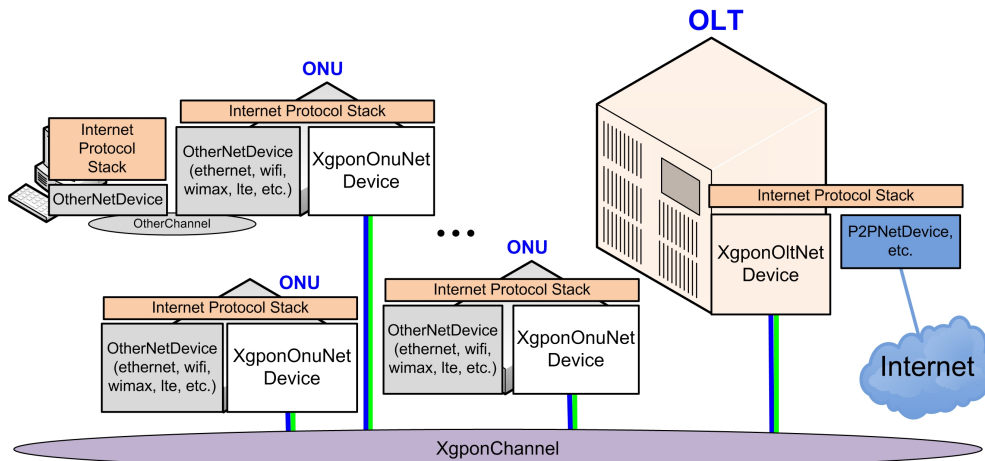 OLT
ONU
Internet Protocol Stack
Internet
Protocol
Stack
OtherNetDevice
OtherChannel
OtherNetDevice
(ethernet, wifi,
wimax, lte, etc.)
XgponOnuNet
Device
Internet Protocol Stack
XgponOltNet
Device
P2PNetDevice,
etc.
Internet
ONU
Internet Protocol Stack
OtherNetDevice
(ethernet, wifi,
wimax, lte, etc.)
XgponOnuNet
Device
ONU
Internet Protocol Stack
OtherNetDevice
(ethernet, wifi,
wimax, lte, etc.)
XgponOnuNet
Device
XgponChannel